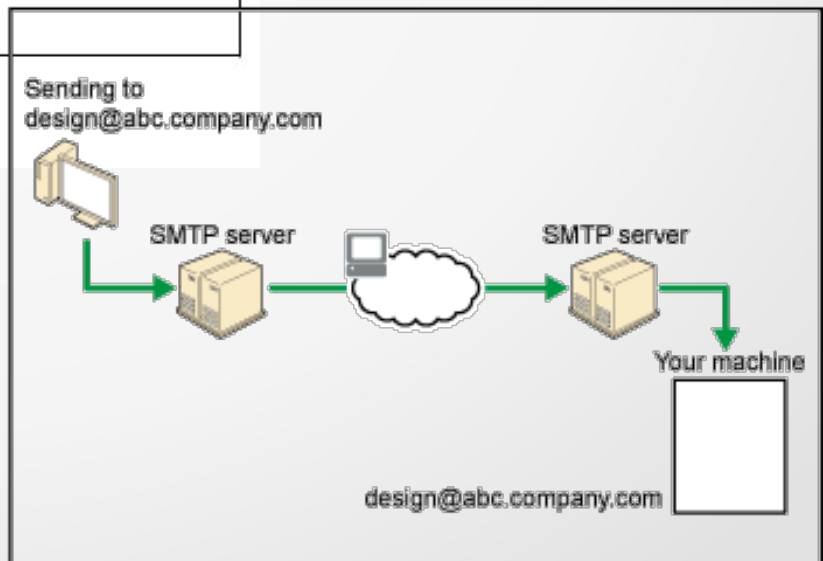 Sending to
design@abc.company.com
SMTP server
SMTP server
Your machine
design@abc.company.com